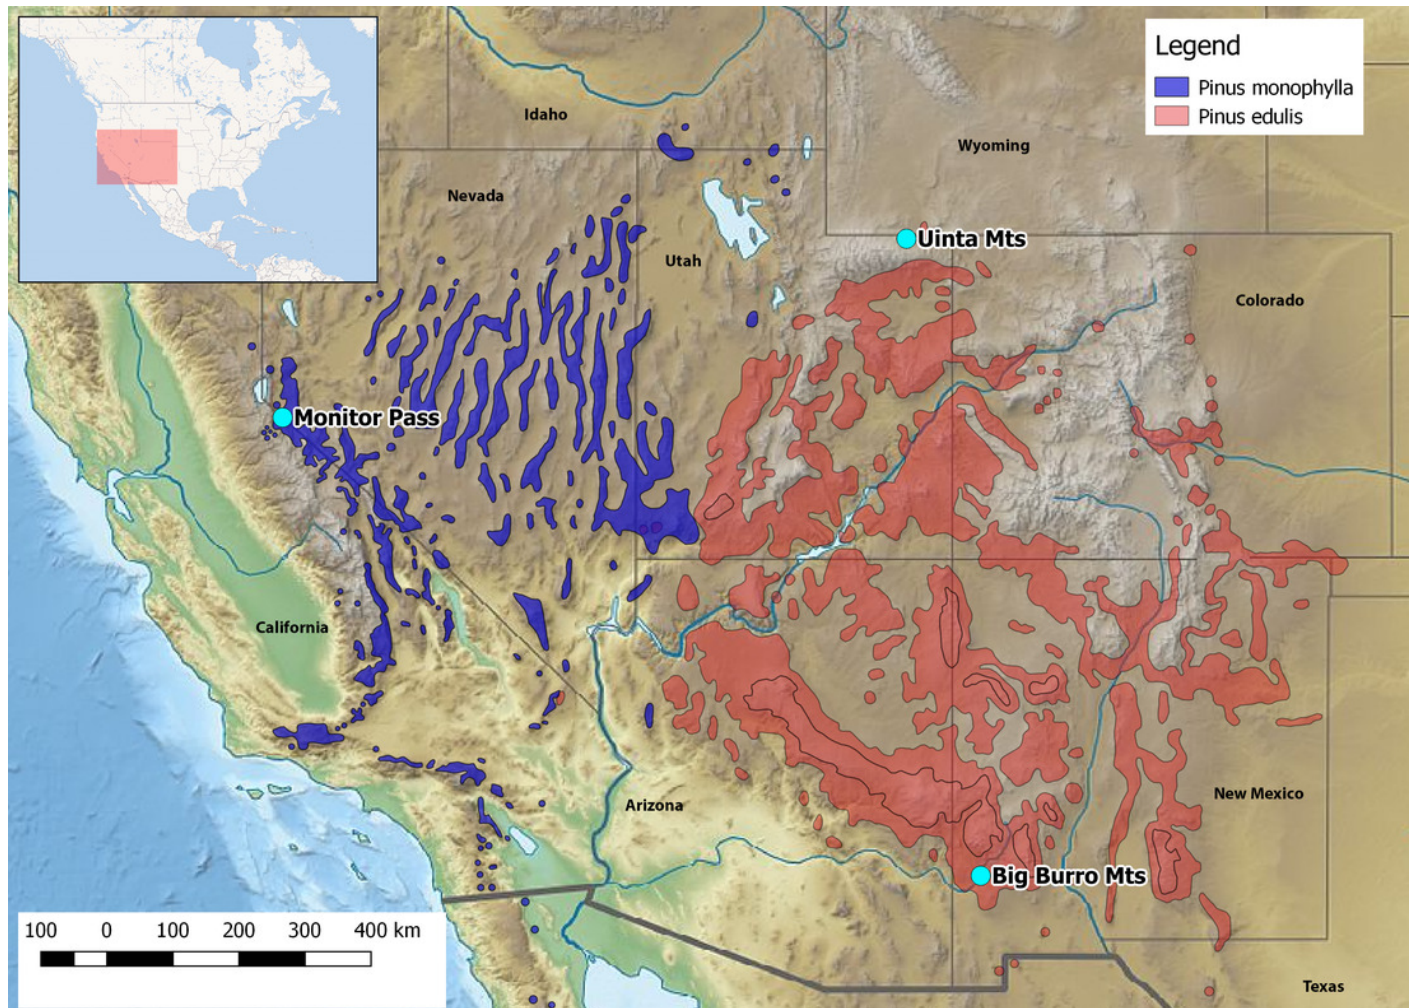 Legend
Pinus monophylla
Pinus edulis
Idaho
Wyoming
Nevada
Uinta Mts
Utah
Colorado
Monitor Pass
California
Arizona
New Mexico
Big Burro Mts
100 0 100 200 300 400 km
Texas